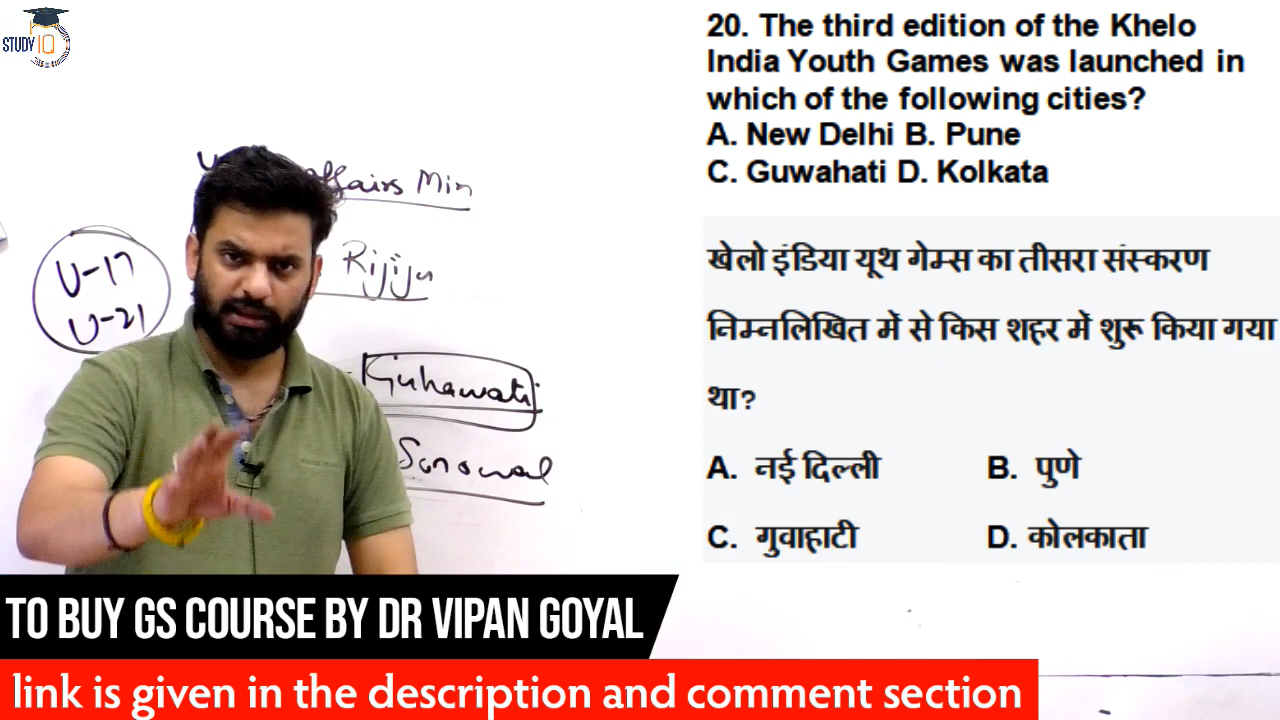 STUDY IQ
20. The third edition of the Khelo
India Youth Games was launched in
which of the following cities?
A. New Delhi B. Pune
C. Guwahati D. Kolkata
खेलो इंडिया यूथ गेम्स का तीसरा संस्करण
निम्नलिखित में से किस शहर में शुरू किया गया
था?
A. नई दिल्ली B. पुणे
C. गुवाहाटी D. कोलकाता
Min
U-17
U-21
Rijiju
Guhawati
Sonowal
TO BUY GS COURSE BY DR VIPAN GOYAL
link is given in the description and comment section